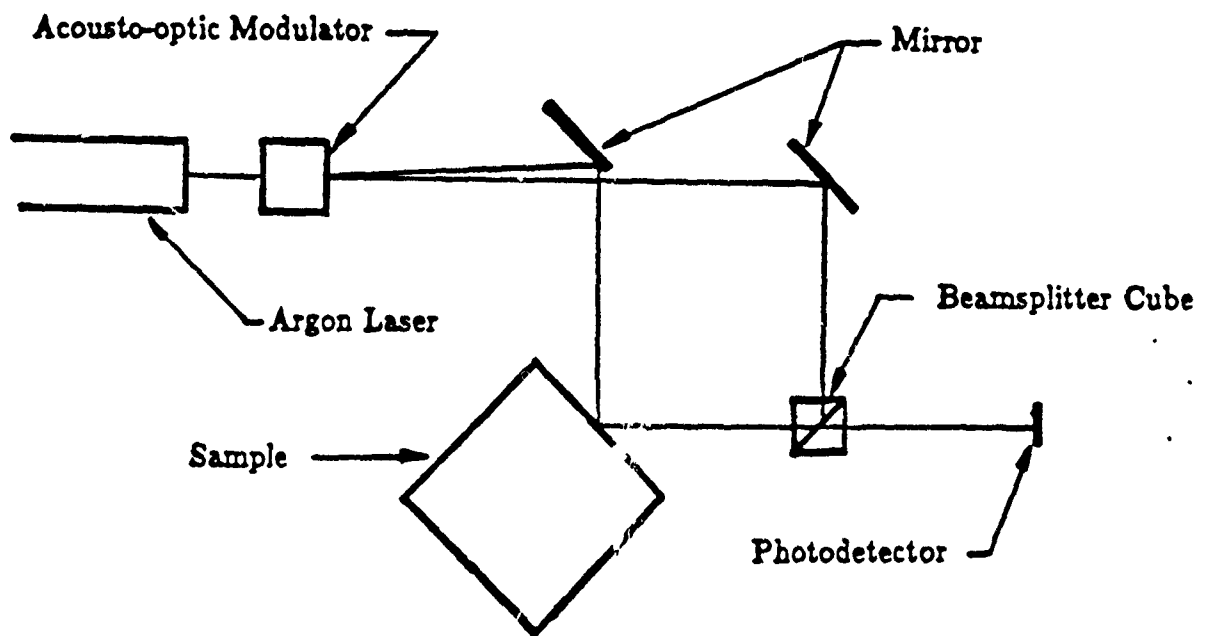 Acousto-optic Modulator
Mirror
Argon Laser
Beamsplitter Cube
Sample
Photodetector